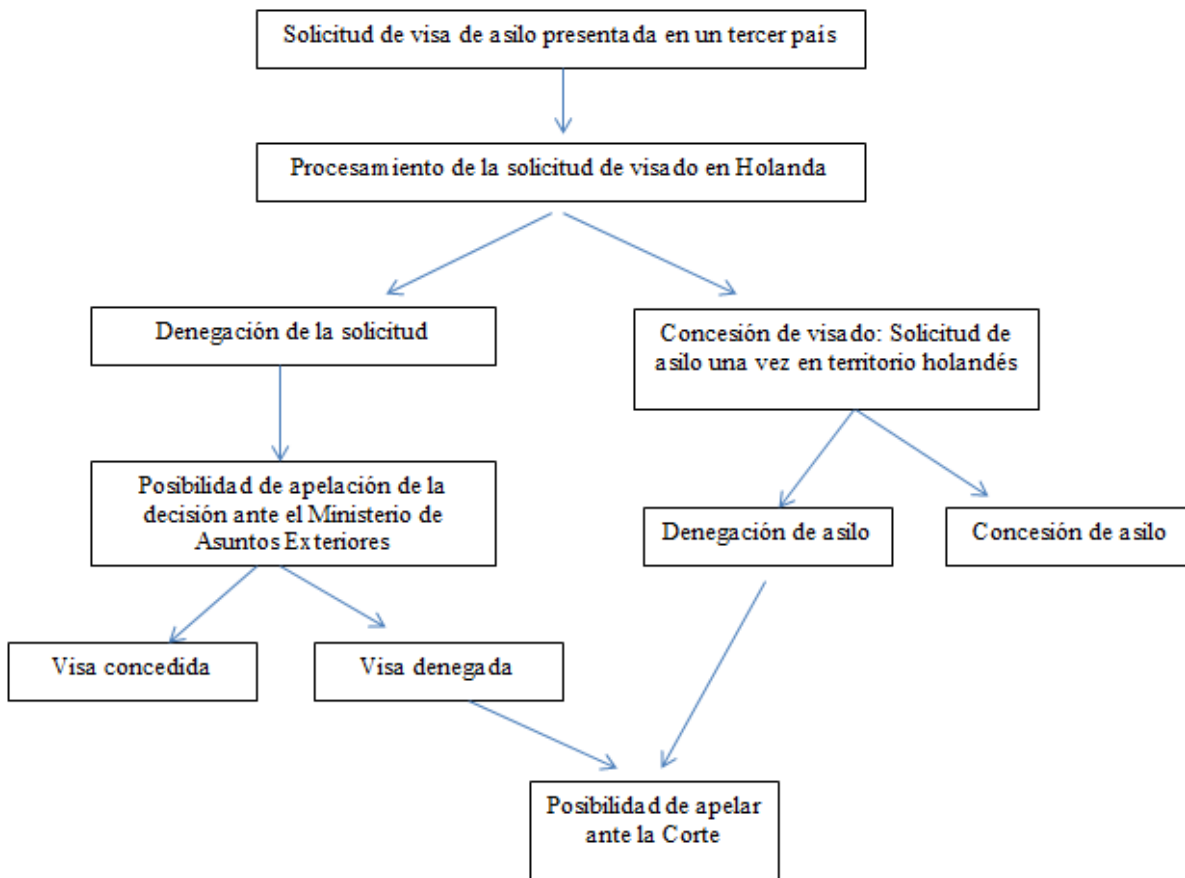 Solicitud de visa de asilo presentada en un tercer país
Procesamiento de la solicitud de visado en Holanda
Denegación de la solicitud
Concesión de visado: Solicitud de
asilo una vez en territorio holandés
Posibilidad de apelación de la
decisión ante el Ministerio de
Asuntos Exteriores
Denegación de asilo
Concesión de asilo
Visa concedida
Visa denegada
Posibilidad de apelar
ante la Corte